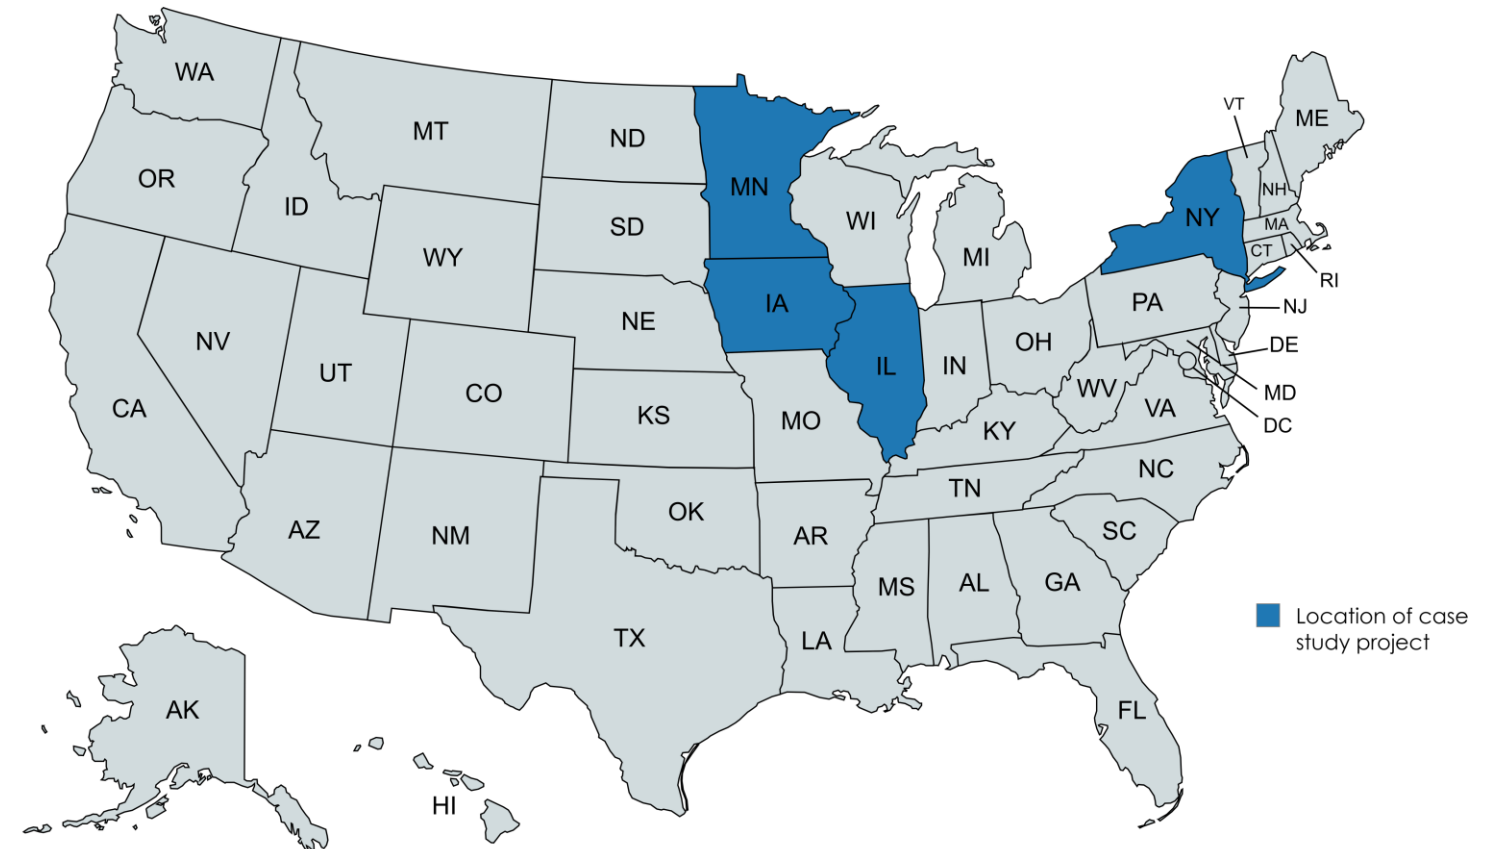 WA
MT
ND
MN
OR
ID
WY
SD
WI
MI
VT
ME
NH
NY
MA
CT
RI
NV
UT
CO
NE
IA
IL
IN
OH
PA
NJ
DE
MD
DC
CA
KS
MO
KY
WV
VA
AZ
NM
OK
AR
TN
NC
SC
TX
LA
MS
AL
GA
FL
AK
HI
Location of case
study project